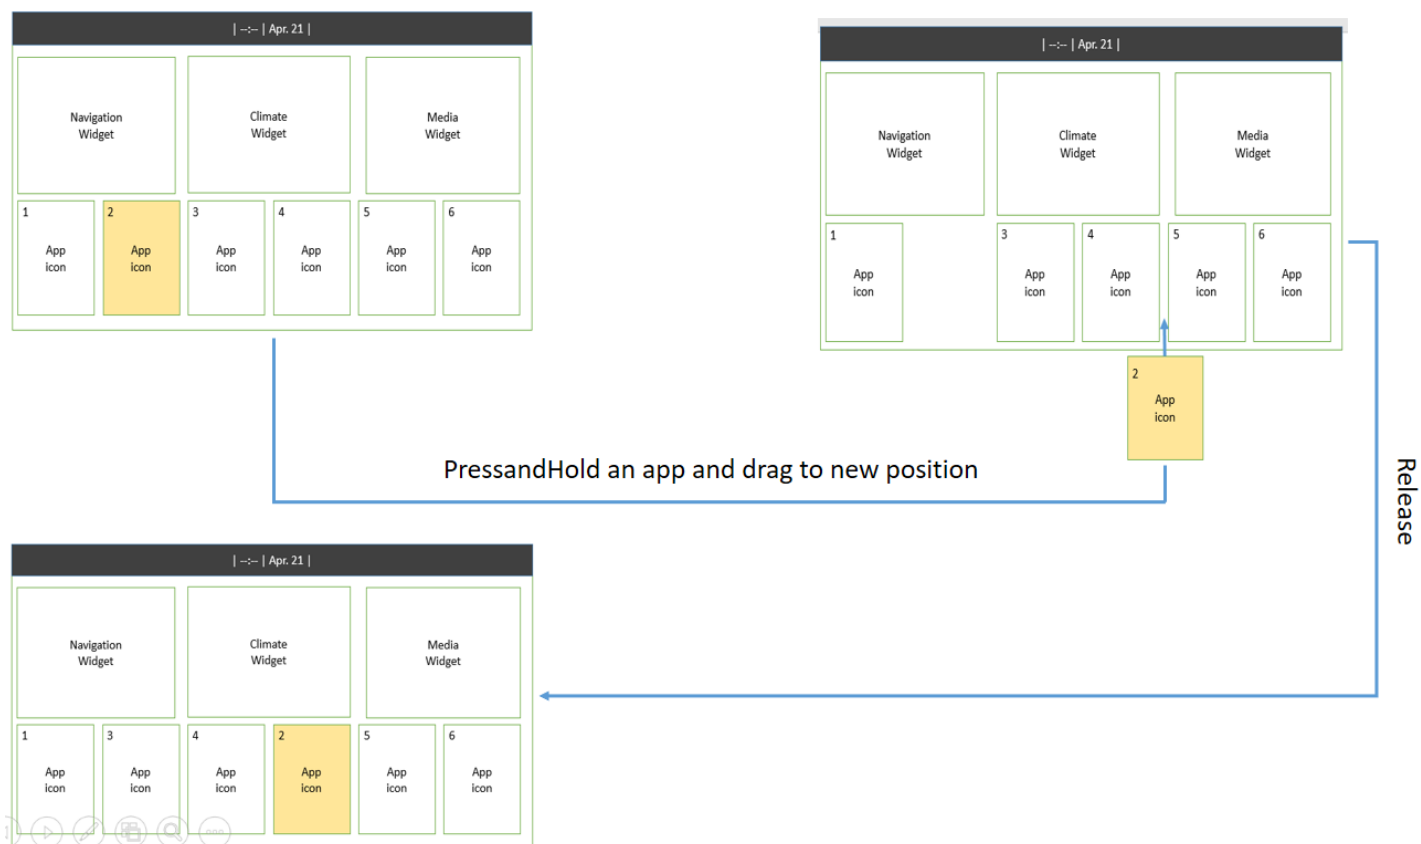 | --:-- | Apr. 21 |
Navigation
Widget
Climate
Widget
Media
Widget
1
App
icon
2
App
icon
3
App
icon
4
App
icon
5
App
icon
6
App
icon
| --:-- | Apr. 21 |
Navigation
Widget
Climate
Widget
Media
Widget
1
App
icon
3
App
icon
4
App
icon
5
App
icon
6
App
icon
2
App
icon
PressandHold an app and drag to new position
Release
| --:-- | Apr. 21 |
Navigation
Widget
Climate
Widget
Media
Widget
1
App
icon
3
App
icon
4
App
icon
2
App
icon
5
App
icon
6
App
icon